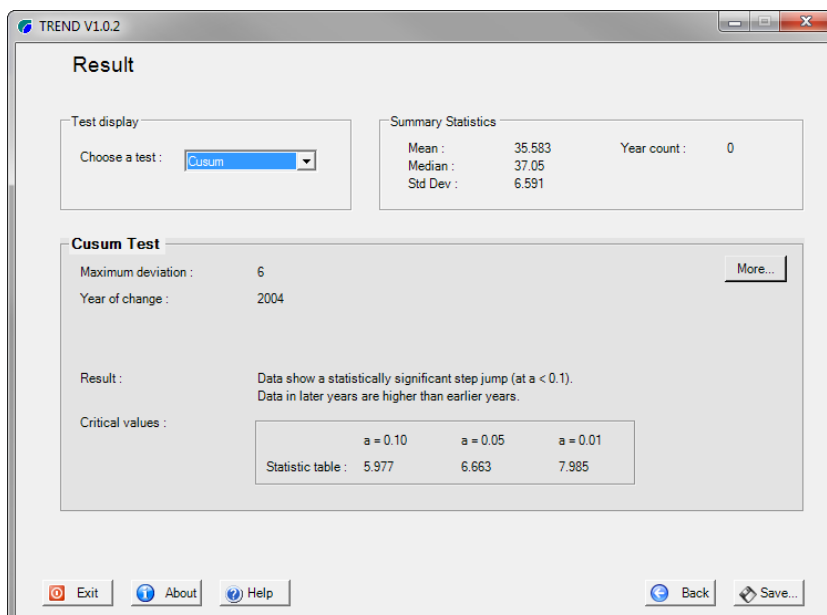 TREND V1.0.2
Result
Test display
Choose a test :
Cusum
Summary Statistics
Mean : 35.583 Year count : 0
Median : 37.05
Std Dev : 6.591
Cusum Test
Maximum deviation : 6
More...
Year of change : 2004
Result : Data show a statistically significant step jump (at a < 0.1).
Data in later years are higher than earlier years.
Critical values :
a = 0.10 a = 0.05 a = 0.01
Statistic table : 5.977 6.663 7.985
Exit About Help Back Save...